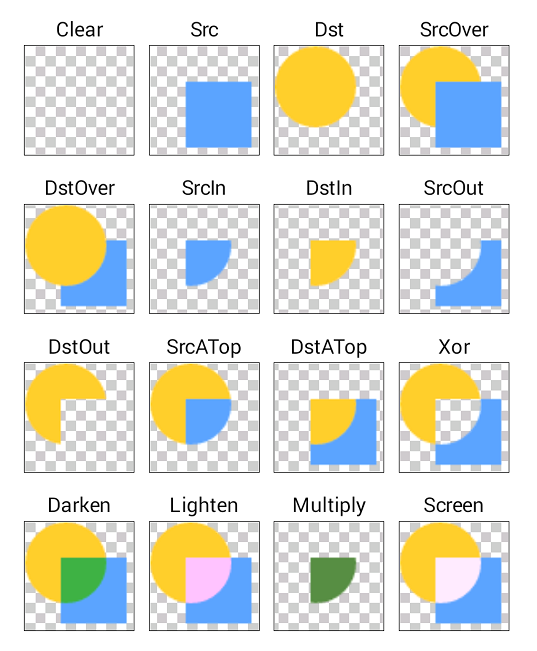 Clear Src Dst SrcOver
DstOver SrcIn DstIn SrcOut
DstOut SrcATop DstATop Xor
Darken Lighten Multiply Screen